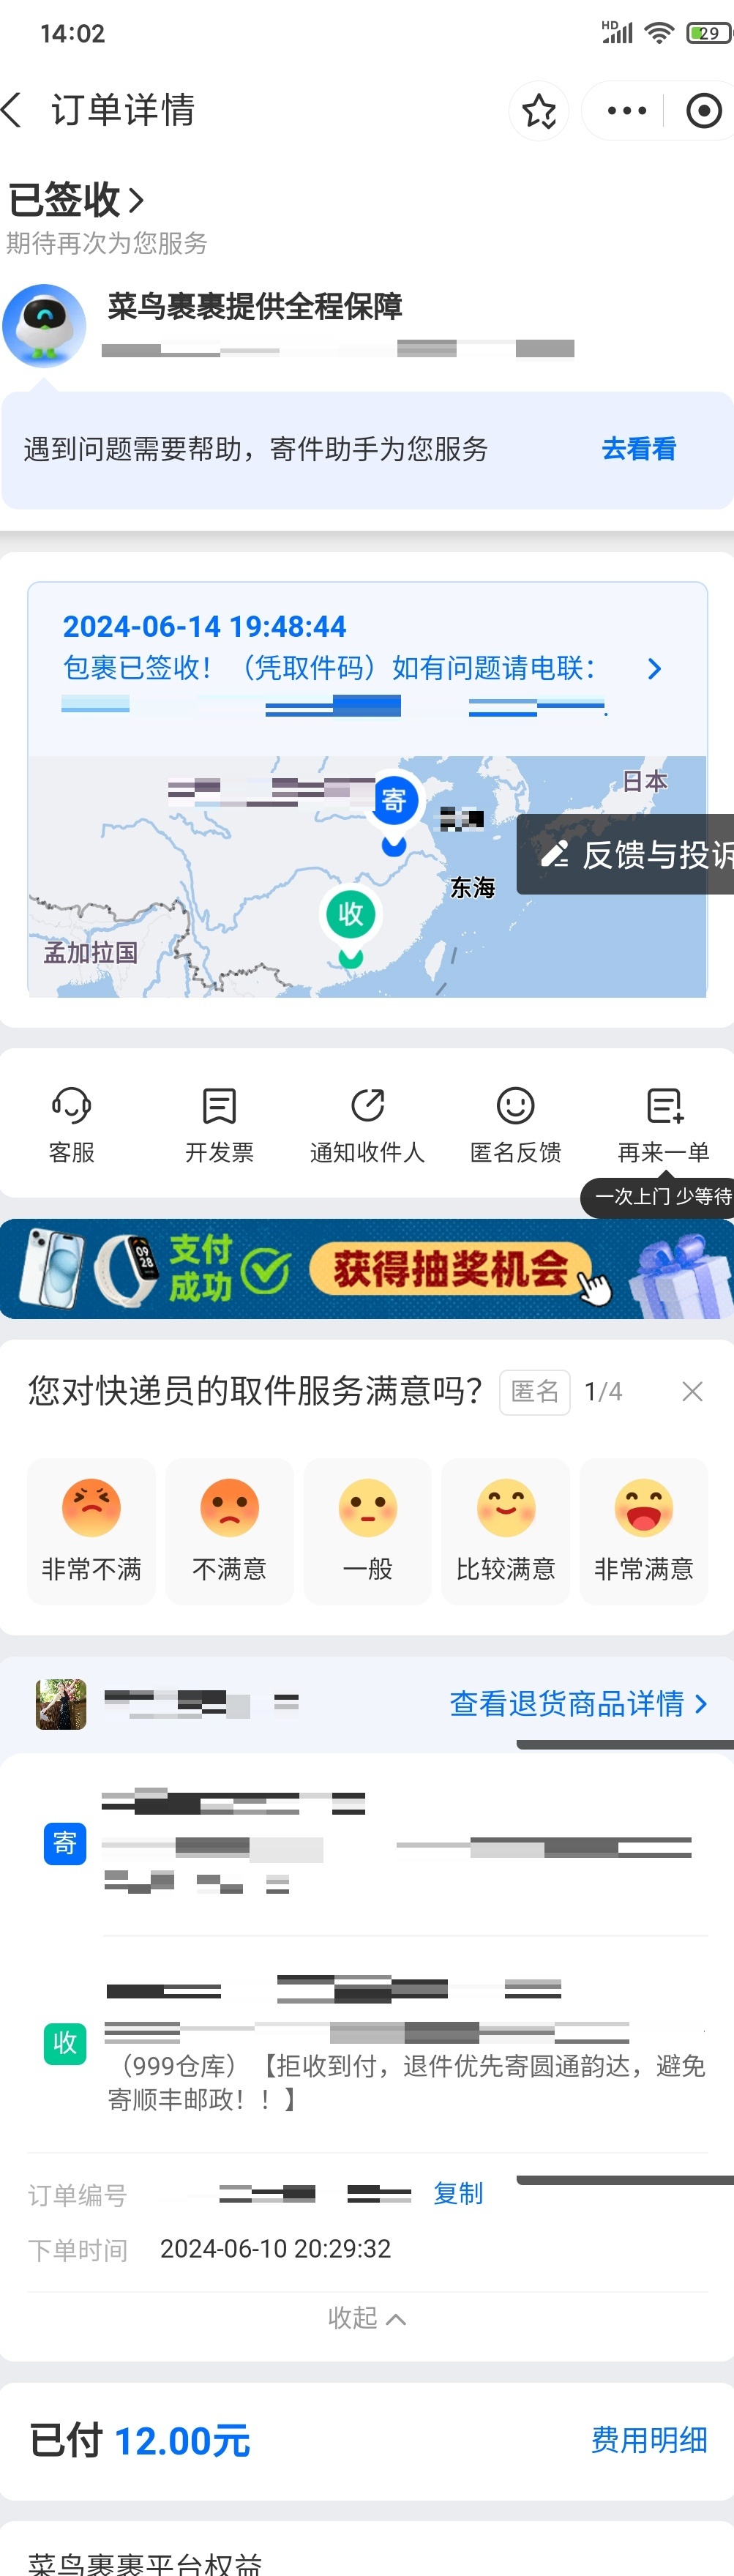 14:02
HD
29
订单详情
已签收
期待再次为您服务
菜鸟裹裹提供全程保障
遇到问题需要帮助，寄件助手为您服务
去看看
2024-06-14 19:48:44
包裹已签收！（凭取件码）如有问题请电联：
日本
寄
反馈与投诉
东海
收
孟加拉国
客服
开发票
通知收件人
匿名反馈
再来一单
一次上门 少等待
09
28
支付
成功
获得抽奖机会
您对快递员的取件服务满意吗？
匿名
1/4
非常不满
不满意
一般
比较满意
非常满意
查看退货商品详情
寄
收
（999仓库）【拒收到付，退件优先寄圆通韵达，避免
寄顺丰邮政！！】
订单编号
复制
下单时间 2024-06-10 20:29:32
收起
已付 12.00元
费用明细
菜鸟裹裹平台权益